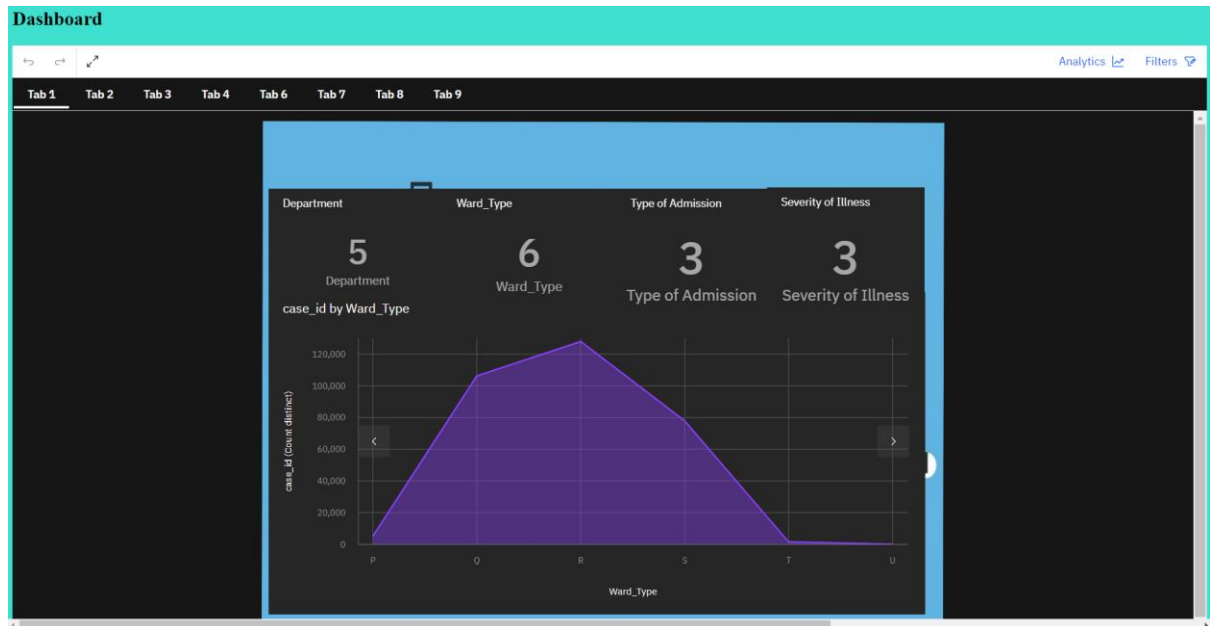 Dashboard
Analytics Filters
Tab 1 Tab 2 Tab 3 Tab 4 Tab 6 Tab 7 Tab 8 Tab 9
Department Ward_Type Type of Admission Severity of Illness
5 6 3 3
Department Ward_Type Type of Admission Severity of Illness
case_id by Ward_Type
case_id (Count distinct)
120,000
100,000
80,000
60,000
40,000
20,000
0
P Q R S T U
Ward_Type